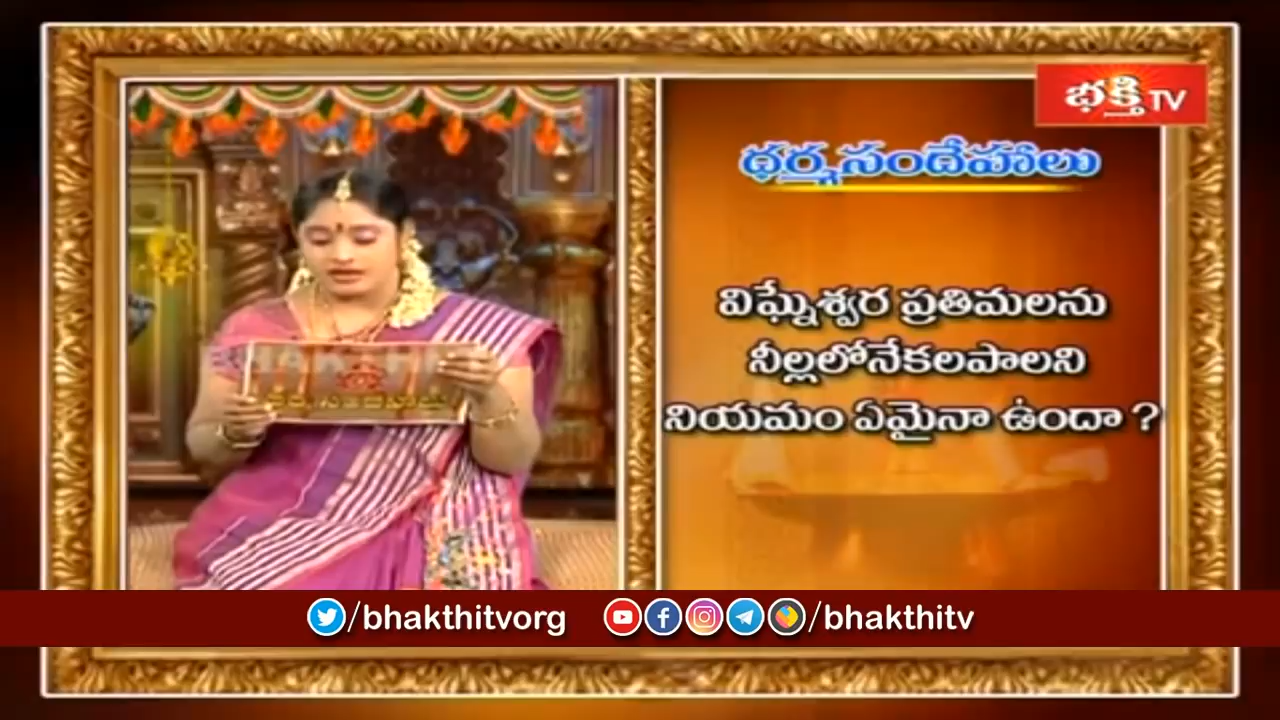 భక్తి TV
ధర్మసందేహాలు
విఘ్నేశ్వర ప్రతిమలను
నీల్లలోనేకలపాలని
నియమం ఏమైనా ఉందా ?
/bhakthitvorg /bhakthitv